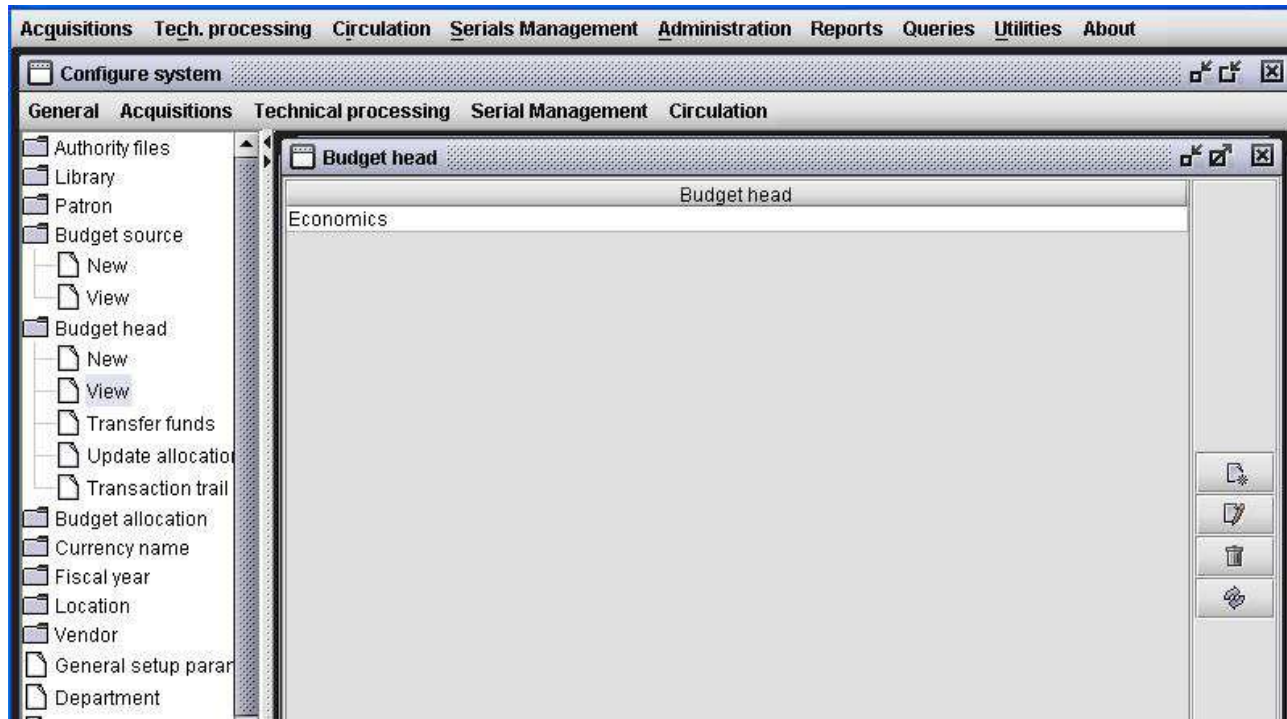 Acquisitions Tech. processing Circulation Serials Management Administration Reports Queries Utilities About
Configure system
General Acquisitions Technical processing Serial Management Circulation
Authority files
Library
Patron
Budget source
New
View
Budget head
New
View
Transfer funds
Update allocatio
Transaction trail
Budget allocation
Currency name
Fiscal year
Location
Vendor
General setup parar
Department
Budget head
Budget head
Economics